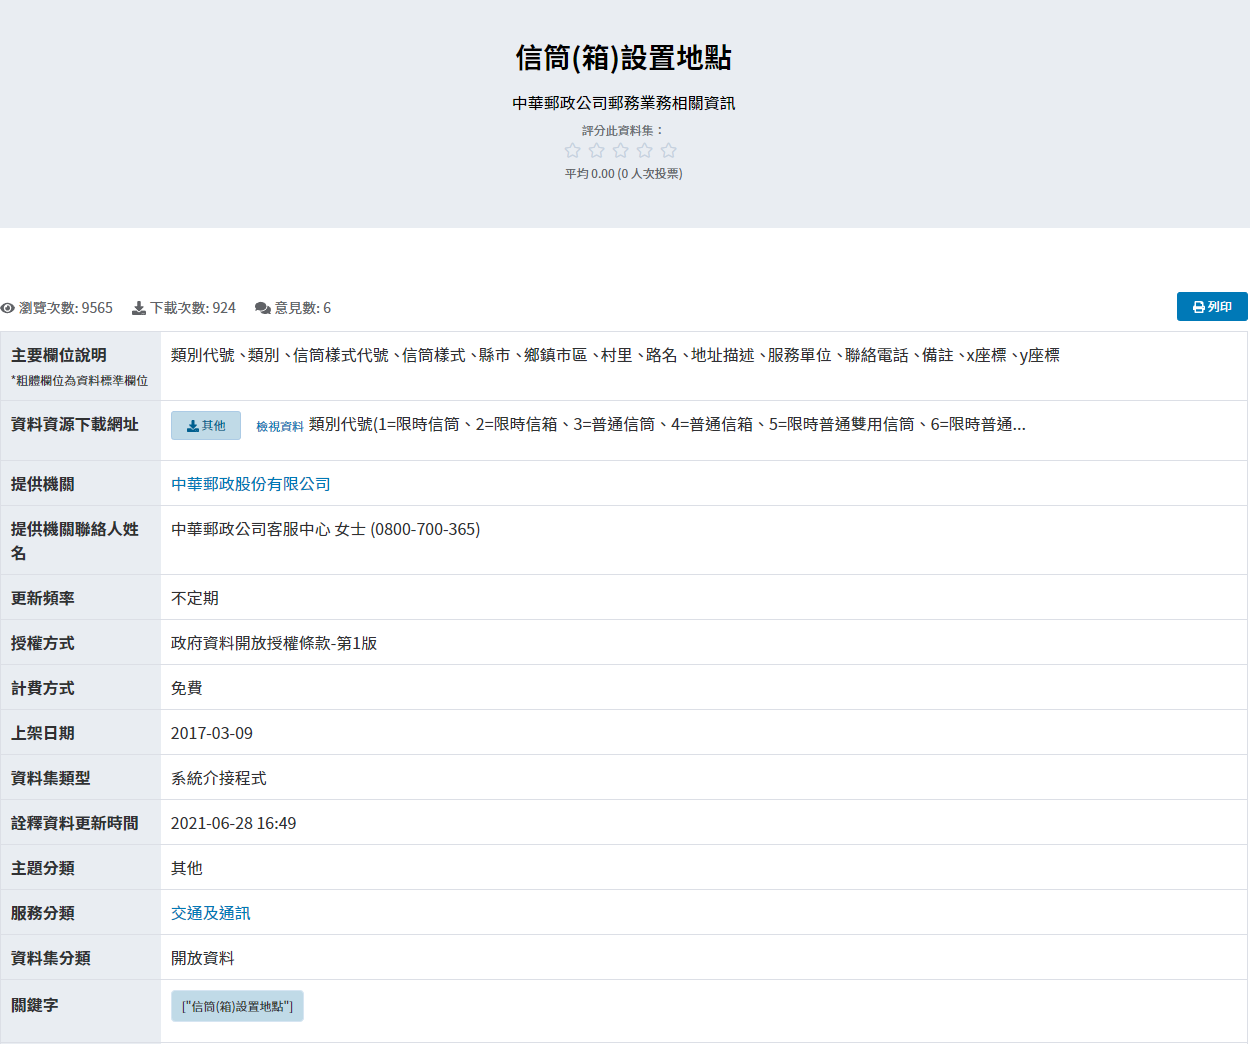 信筒(箱)設置地點
中華郵政公司郵務業務相關資訊
評分此資料集：
平均 0.00 (0 人次投票)
瀏覽次數: 9565 下載次數: 924 意見數: 6
列印
主要欄位說明
*粗體欄位為資料標準欄位
類別代號、類別、信筒樣式代號、信筒樣式、縣市、鄉鎮市區、村里、路名、地址描述、服務單位、聯絡電話、備註、x座標、y座標
資料資源下載網址
其他 檢視資料 類別代號(1=限時信筒、2=限時信箱、3=普通信筒、4=普通信箱、5=限時普通雙用信筒、6=限時普通...
提供機關
中華郵政股份有限公司
提供機關聯絡人姓
名
中華郵政公司客服中心 女士 (0800-700-365)
更新頻率
不定期
授權方式
政府資料開放授權條款-第1版
計費方式
免費
上架日期
2017-03-09
資料集類型
系統介接程式
詮釋資料更新時間
2021-06-28 16:49
主題分類
其他
服務分類
交通及通訊
資料集分類
開放資料
關鍵字
["信筒(箱)設置地點"]